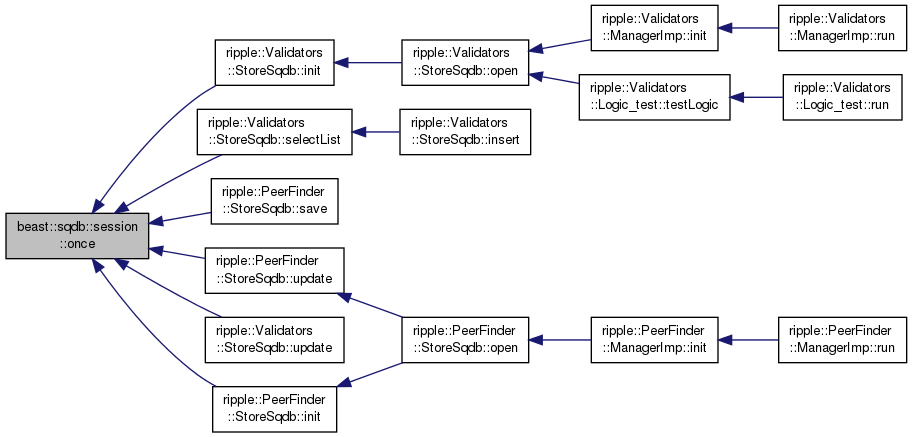 beast::sqdb::session
::once
ripple::Validators
::StoreSqdb::init
ripple::Validators
::StoreSqdb::open
ripple::Validators
::ManagerImp::init
ripple::Validators
::ManagerImp::run
ripple::Validators
::Logic_test::testLogic
ripple::Validators
::Logic_test::run
ripple::Validators
::StoreSqdb::selectList
ripple::Validators
::StoreSqdb::insert
ripple::PeerFinder
::StoreSqdb::save
ripple::PeerFinder
::StoreSqdb::update
ripple::Validators
::StoreSqdb::update
ripple::PeerFinder
::StoreSqdb::open
ripple::PeerFinder
::ManagerImp::init
ripple::PeerFinder
::ManagerImp::run
ripple::PeerFinder
::StoreSqdb::init